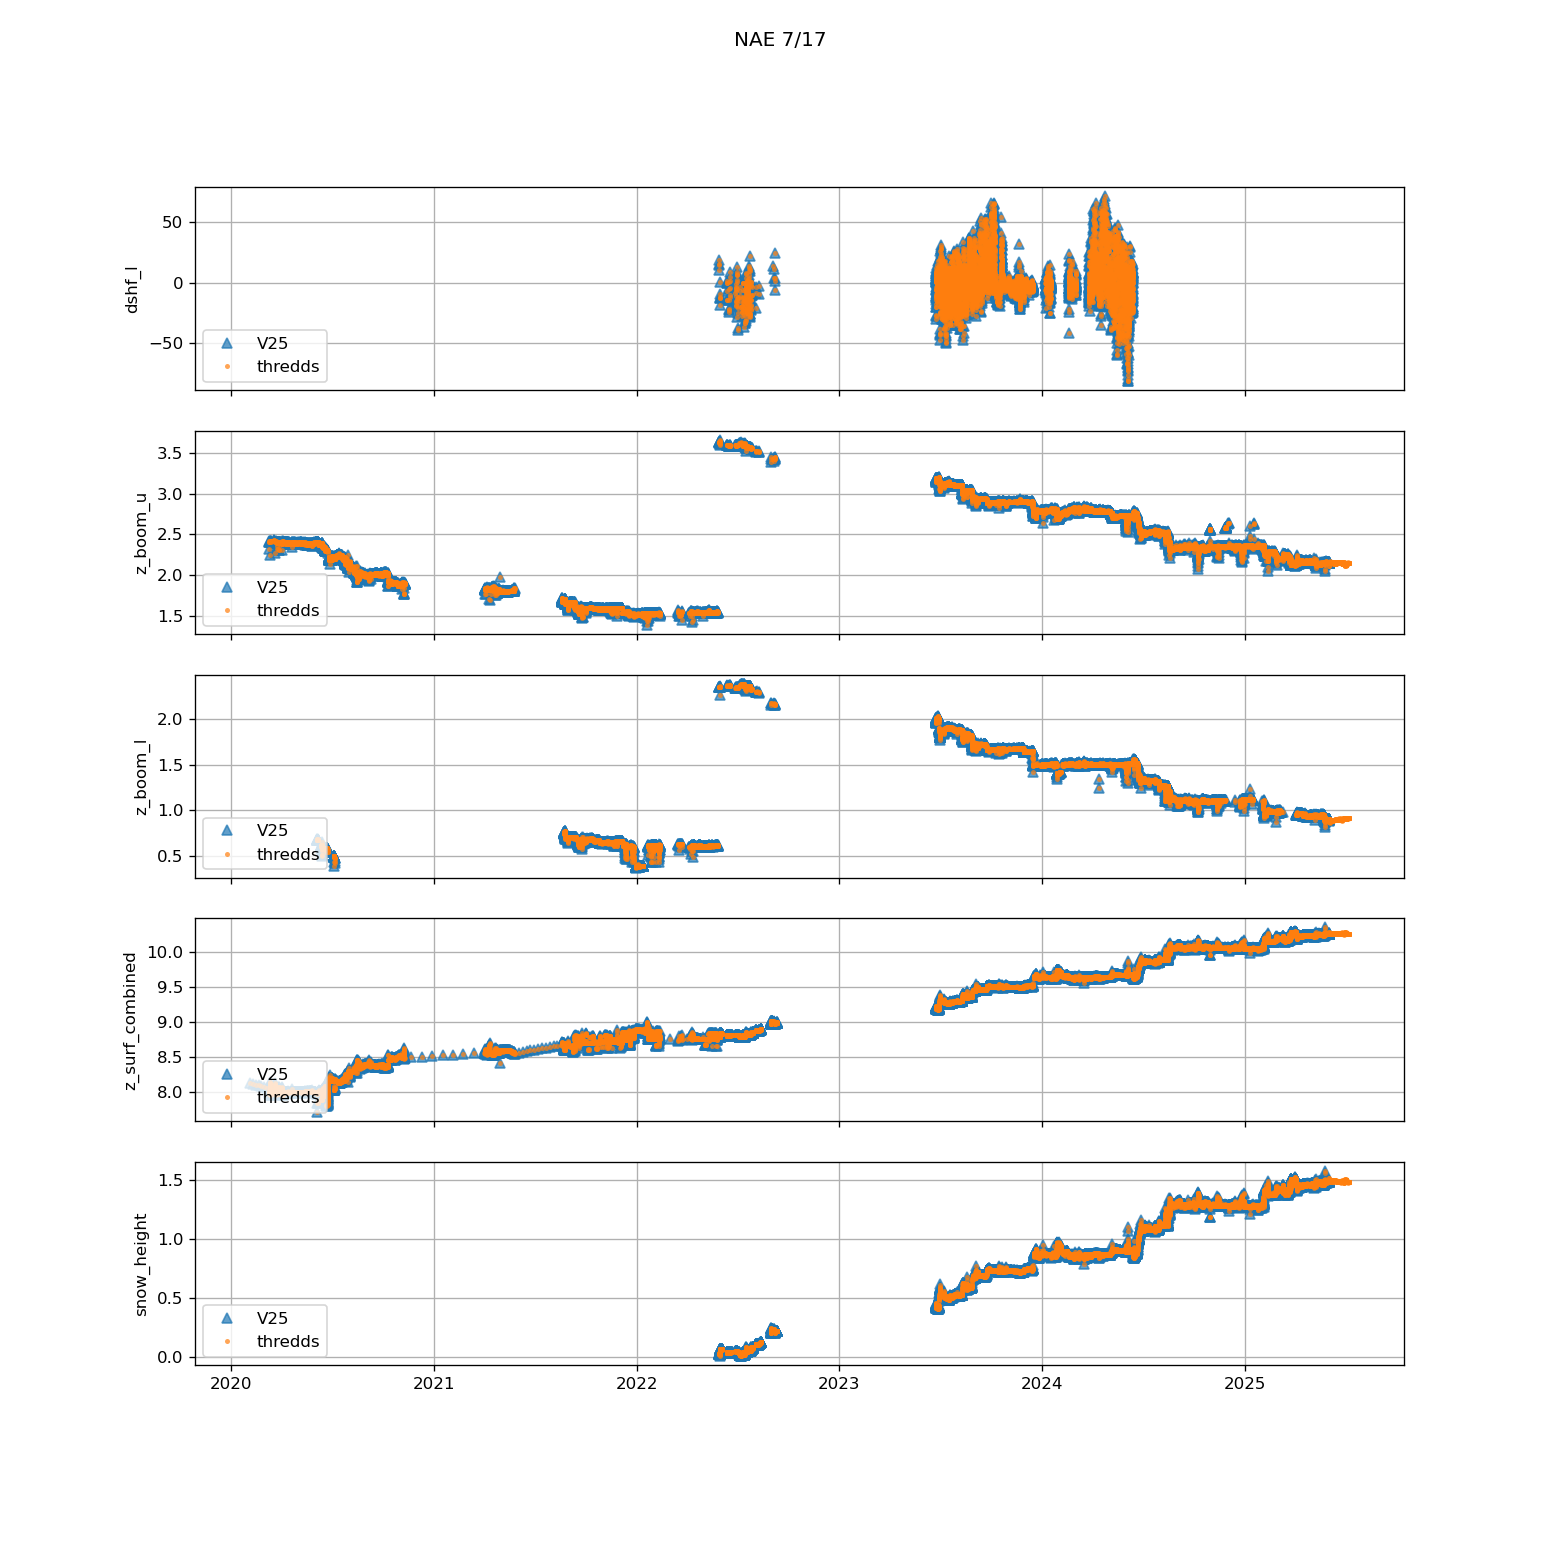 NAE 7/17
dshf_l
50
0
−50
V25
thredds
z_boom_u
3.5
3.0
2.5
2.0
1.5
V25
thredds
z_boom_l
2.0
1.5
1.0
0.5
V25
thredds
z_surf_combined
10.0
9.5
9.0
8.5
8.0
V25
thredds
snow_height
1.5
1.0
0.5
0.0
V25
thredds
2020 2021 2022 2023 2024 2025